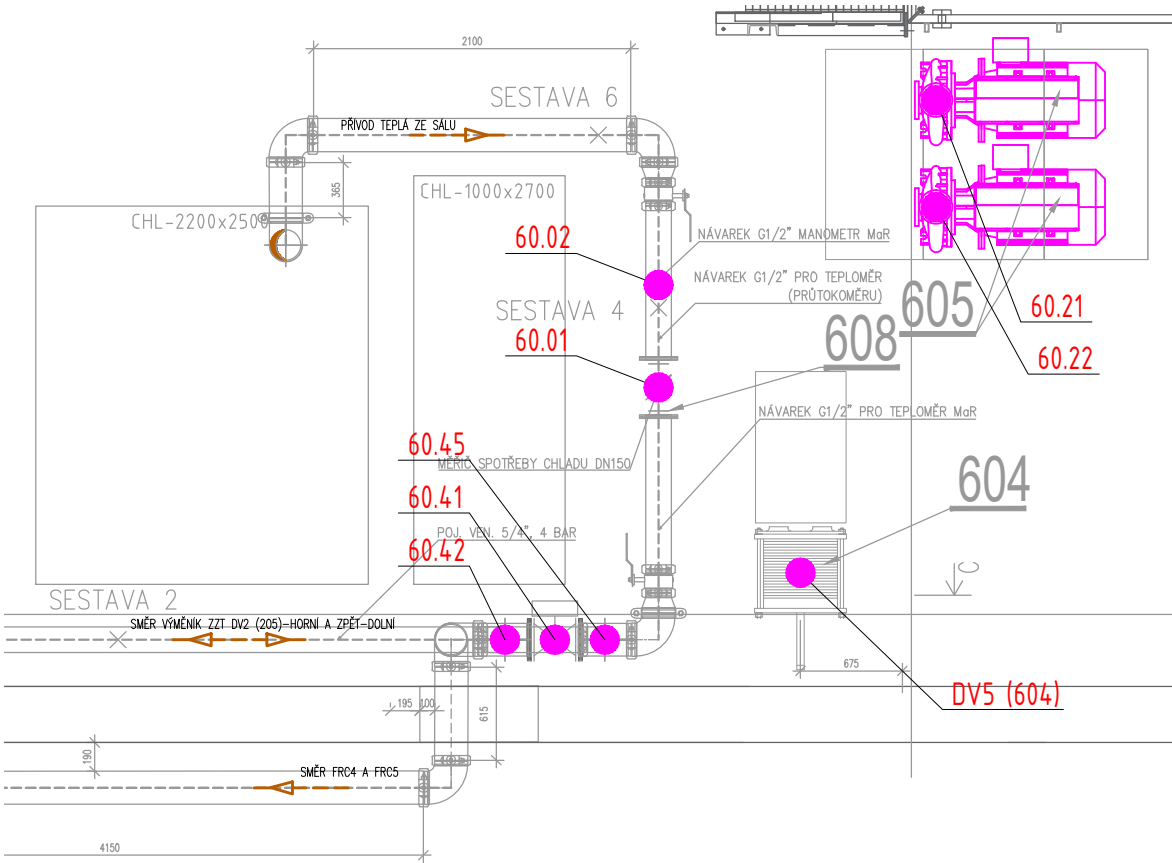 2100
SESTAVA 6
PŘÍVOD TEPLÁ ZE SÁLU
365
CHL-1000x2700
CHL-2200x2500
60.02
NÁVAREK G1/2" MANOMETR MaR
NÁVAREK G1/2" PRO TEPLOMĚR
(PRŮTOKOMĚRU)
605
60.21
SESTAVA 4
60.01
608
60.22
NÁVAREK G1/2" PRO TEPLOMĚR MaR
60.45
MĚŘIČ SPOTŘEBY CHLADU DN150
604
60.41
POJ. VEN. 5/4", 4 BAR
60.42
C
SESTAVA 2
SMĚR VÝMĚNÍK ZZT DV2 (205)-HORNÍ A ZPĚT-DOLNÍ
675
DV5 (604)
195
100
615
190
SMĚR FRC4 A FRC5
4150